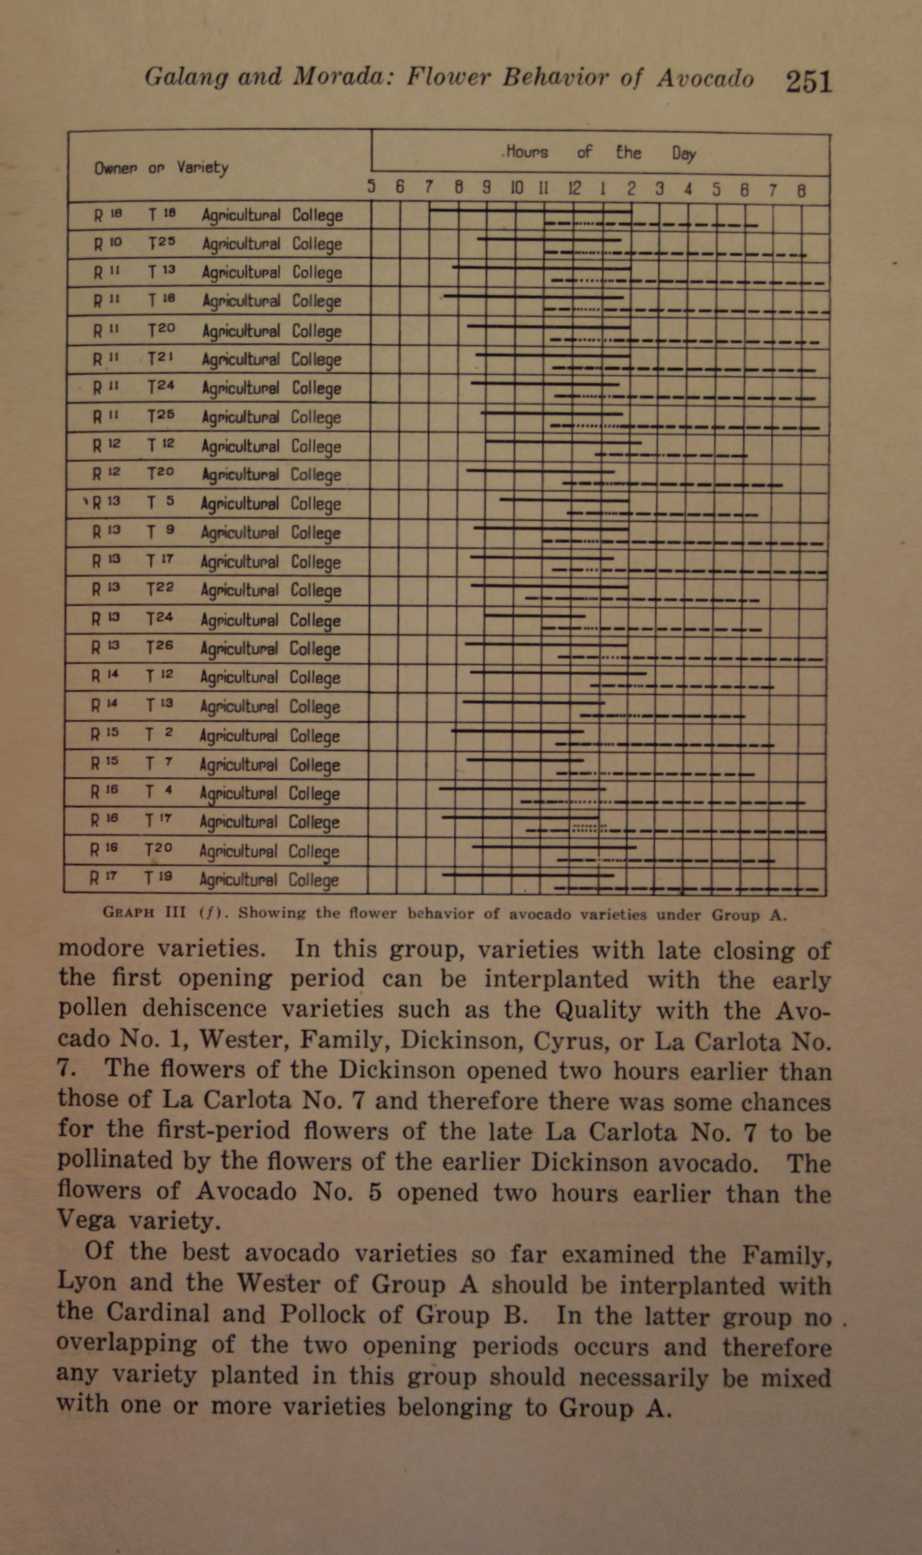 Galang and Morada: Flower Behavior of Avocado 251
Owner or Variety
Hours of the Day
5 6 7 8 9 10 11 12 1 2 3 4 5 6 7 8
R 18 T 18 Agricultural College
R 10 T 25 Agricultural College
R 11 T 13 Agricultural College
R 11 T 18 Agricultural College
R 11 T 20 Agricultural College
R 11 T 21 Agricultural College
R 11 T 24 Agricultural College
R 11 T 25 Agricultural College
R 12 T 12 Agricultural College
R 12 T 20 Agricultural College
R 13 T 5 Agricultural College
R 13 T 9 Agricultural College
R 13 T 17 Agricultural College
R 13 T 22 Agricultural College
R 13 T 24 Agricultural College
R 13 T 26 Agricultural College
R 14 T 12 Agricultural College
R 14 T 13 Agricultural College
R 15 T 2 Agricultural College
R 15 T 7 Agricultural College
R 16 T 4 Agricultural College
R 16 T 17 Agricultural College
R 16 T 20 Agricultural College
R 17 T 19 Agricultural College
GRAPH III (f). Showing the flower behavior of avocado varieties under Group A.
modore varieties. In this group, varieties with late closing of
the first opening period can be interplanted with the early
pollen dehiscence varieties such as the Quality with the Avo-
cado No. 1, Wester, Family, Dickinson, Cyrus, or La Carlota No.
7. The flowers of the Dickinson opened two hours earlier than
those of La Carlota No. 7 and therefore there was some chances
for the first-period flowers of the late La Carlota No. 7 to be
pollinated by the flowers of the earlier Dickinson avocado. The
flowers of Avocado No. 5 opened two hours earlier than the
Vega variety.
Of the best avocado varieties so far examined the Family,
Lyon and the Wester of Group A should be interplanted with
the Cardinal and Pollock of Group B. In the latter group no
overlapping of the two opening periods occurs and therefore
any variety planted in this group should necessarily be mixed
with one or more varieties belonging to Group A.